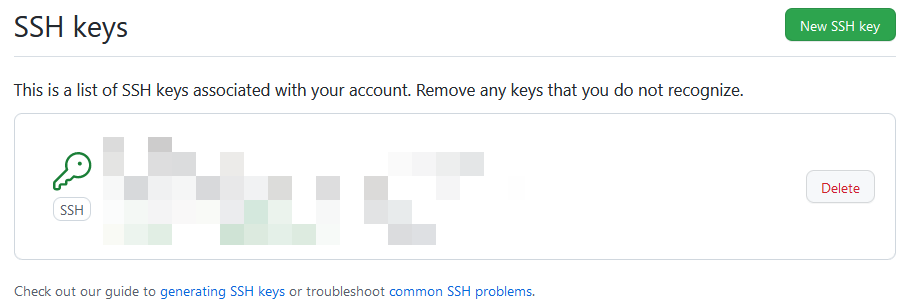 SSH keys
New SSH key
This is a list of SSH keys associated with your account. Remove any keys that you do not recognize.
SSH
Delete
Check out our guide to generating SSH keys or troubleshoot common SSH problems.